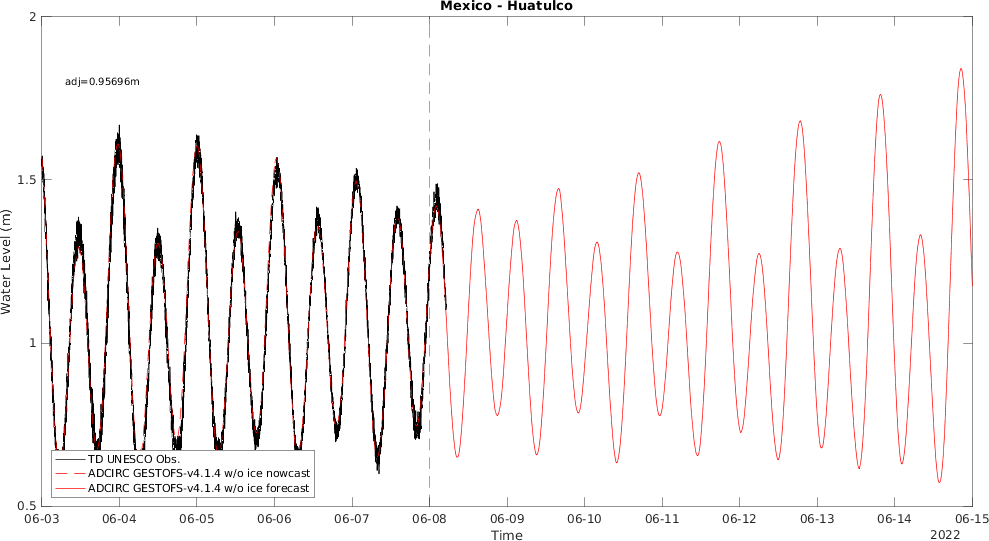 Mexico - Huatulco
2
adj=0.95696m
1.5
Water Level (m)
1
TD UNESCO Obs.
ADCIRC GESTOFS-v4.1.4 w/o ice nowcast
ADCIRC GESTOFS-v4.1.4 w/o ice forecast
0.5
06-03 06-04 06-05 06-06 06-07 06-08 06-09 06-10 06-11 06-12 06-13 06-14 06-15
Time
2022